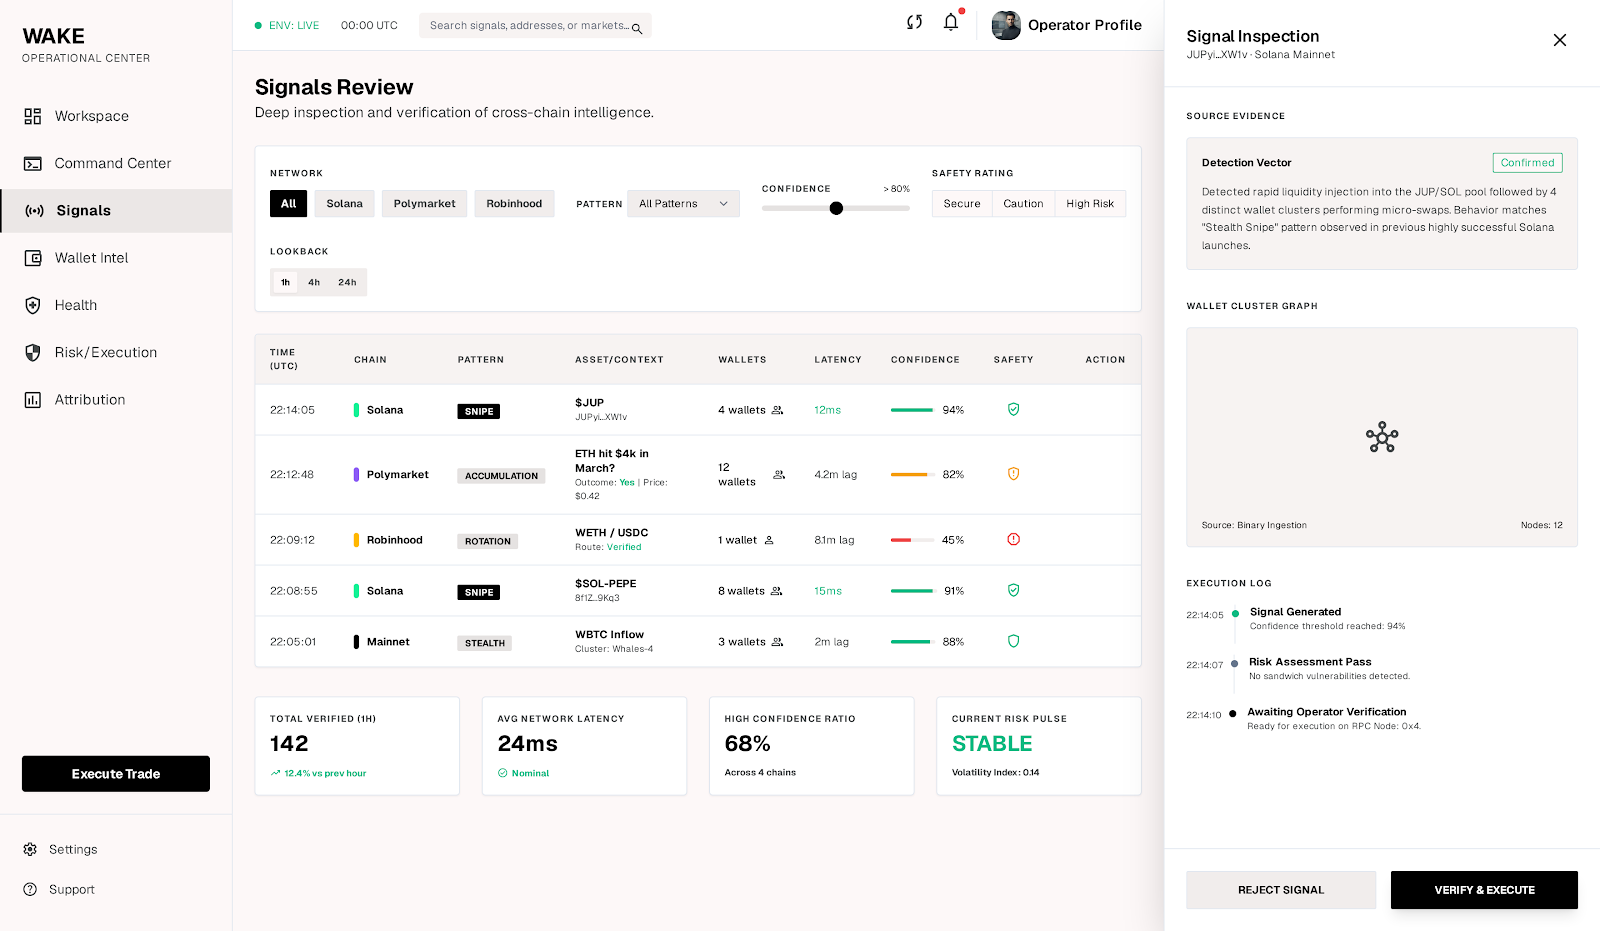 WAKE
OPERATIONAL CENTER
Workspace
Command Center
Signals
Wallet Intel
Health
Risk/Execution
Attribution
Execute Trade
Settings
Support
ENV: LIVE
00:00 UTC
Search signals, addresses, or markets...
Operator Profile
Signals Review
Deep inspection and verification of cross-chain intelligence.
NETWORK
All
Solana
Polymarket
Robinhood
PATTERN
All Patterns
CONFIDENCE
> 80%
SAFETY RATING
Secure
Caution
High Risk
LOOKBACK
1h
4h
24h
TIME
(UTC)
CHAIN
PATTERN
ASSET/CONTEXT
WALLETS
LATENCY
CONFIDENCE
SAFETY
ACTION
22:14:05
Solana
SNIPE
$JUP
JUPyi...XW1v
4 wallets
12ms
94%
22:12:48
Polymarket
ACCUMULATION
ETH hit $4k in
March?
Outcome: Yes | Price:
$0.42
12
wallets
4.2m lag
82%
22:09:12
Robinhood
ROTATION
WETH / USDC
Route: Verified
1 wallet
8.1m lag
45%
22:08:55
Solana
SNIPE
$SOL-PEPE
8f1Z...9Kq3
8 wallets
15ms
91%
22:05:01
Mainnet
STEALTH
WBTC Inflow
Cluster: Whales-4
3 wallets
2m lag
88%
TOTAL VERIFIED (1H)
142
12.4% vs prev hour
AVG NETWORK LATENCY
24ms
Nominal
HIGH CONFIDENCE RATIO
68%
Across 4 chains
CURRENT RISK PULSE
STABLE
Volatility Index: 0.14
Signal Inspection
JUPyi...XW1v · Solana Mainnet
SOURCE EVIDENCE
Detection Vector
Confirmed
Detected rapid liquidity injection into the JUP/SOL pool followed by 4
distinct wallet clusters performing micro-swaps. Behavior matches
"Stealth Snipe" pattern observed in previous highly successful Solana
launches.
WALLET CLUSTER GRAPH
Source: Binary Ingestion
Nodes: 12
EXECUTION LOG
22:14:05
Signal Generated
Confidence threshold reached: 94%
22:14:07
Risk Assessment Pass
No sandwich vulnerabilities detected.
22:14:10
Awaiting Operator Verification
Ready for execution on RPC Node: 0x4.
REJECT SIGNAL
VERIFY & EXECUTE